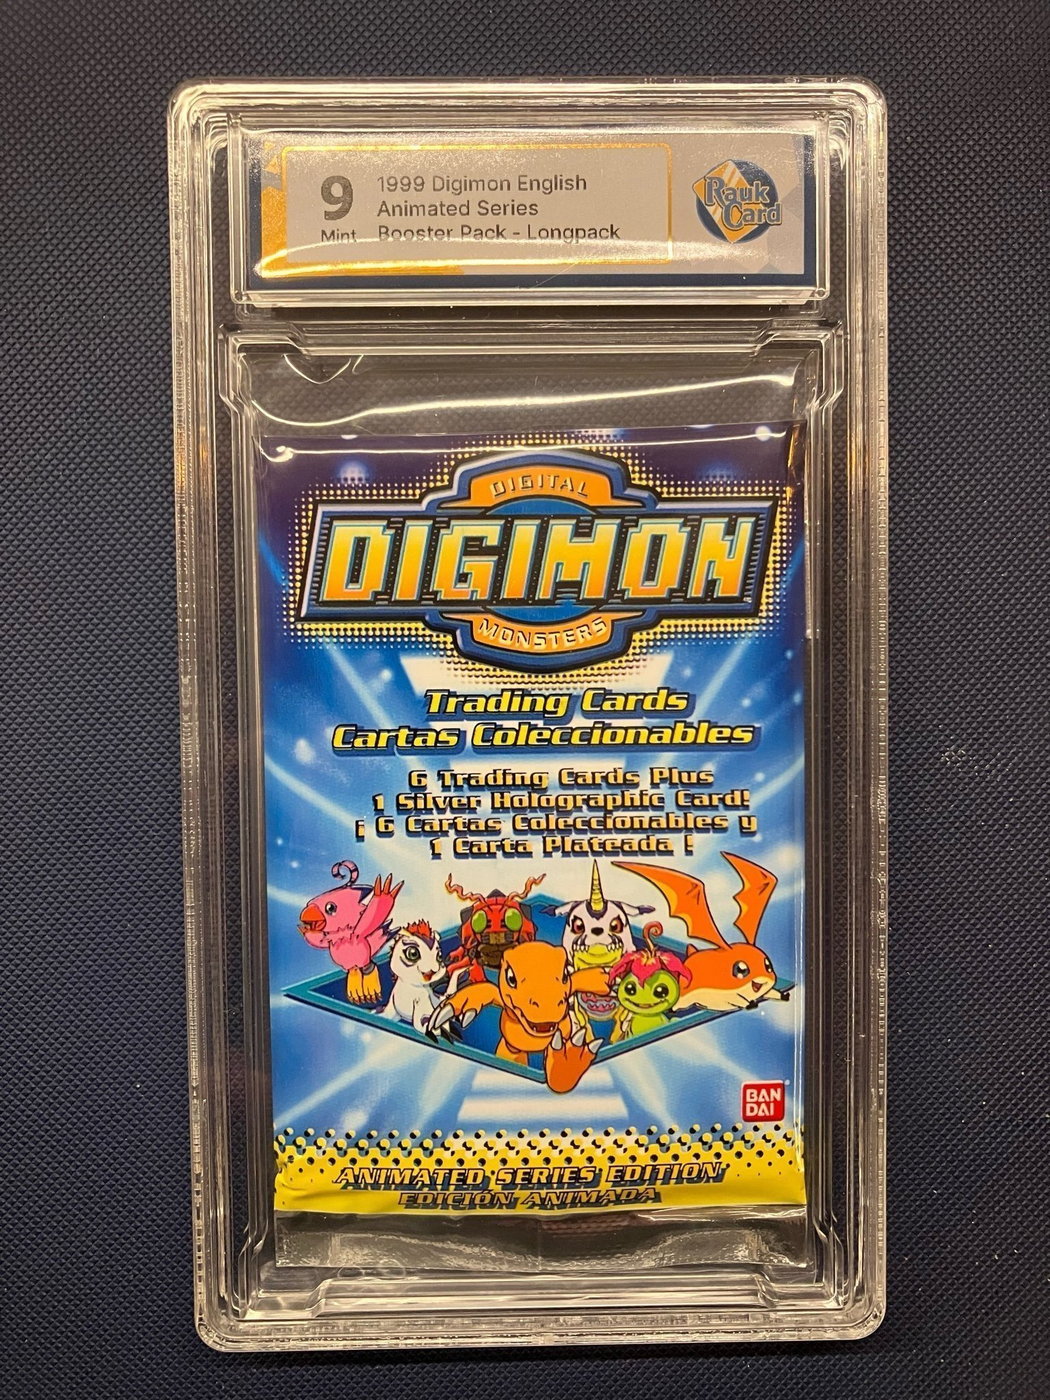 9
Mint
1999 Digimon English
Animated Series
Booster Pack - Longpack
Rauk
Card
DIGITAL
DIGIMON
MONSTERS
Trading Cards
Cartas Coleccionables
6 Trading Cards Plus
1 Silver Holographic Card!
¡ 6 Cartas Coleccionables y
1 Carta Plateada !
BAN
DAI
ANIMATED SERIES EDITION
EDICIÓN ANIMADA